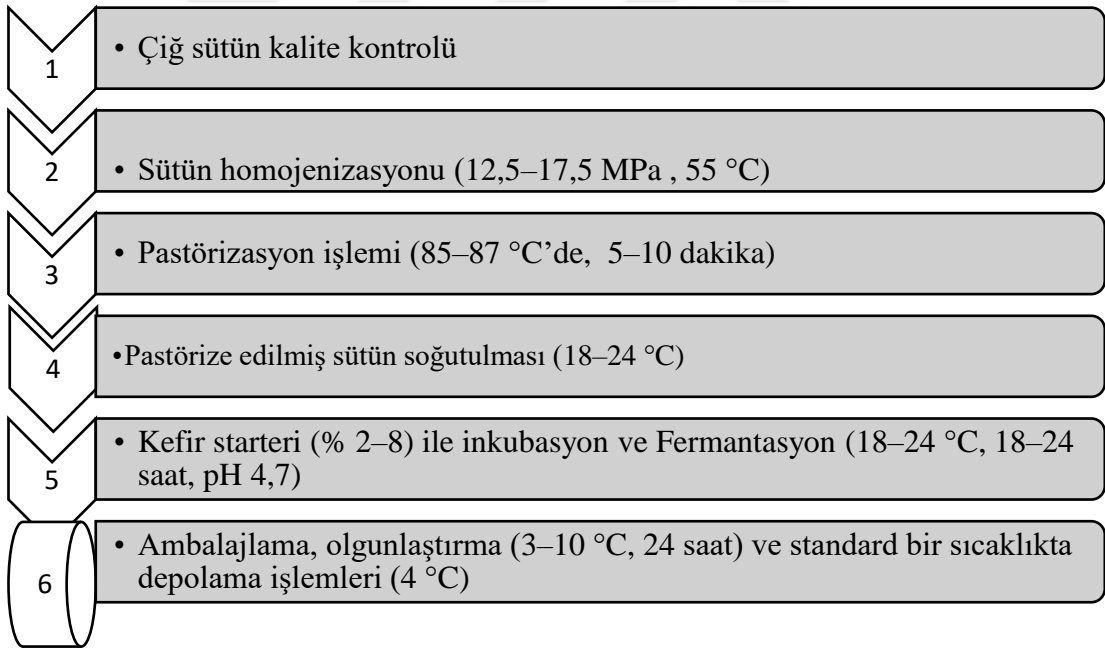 1
• Çiğ sütün kalite kontrolü
2
• Sütün homojenizasyonu (12,5–17,5 MPa , 55 °C)
3
• Pastörizasyon işlemi (85–87 °C’de, 5–10 dakika)
4
•Pastörize edilmiş sütün soğutulması (18–24 °C)
5
• Kefir starteri (% 2–8) ile inkubasyon ve Fermantasyon (18–24 °C, 18–24
saat, pH 4,7)
6
• Ambalajlama, olgunlaştırma (3–10 °C, 24 saat) ve standard bir sıcaklıkta
depolama işlemleri (4 °C)